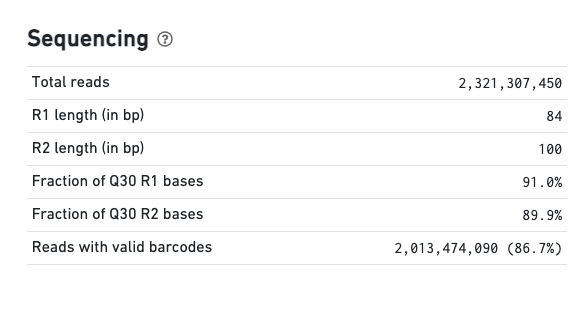 Sequencing ?
Total reads 2,321,307,450
R1 length (in bp) 84
R2 length (in bp) 100
Fraction of Q30 R1 bases 91.0%
Fraction of Q30 R2 bases 89.9%
Reads with valid barcodes 2,013,474,090 (86.7%)